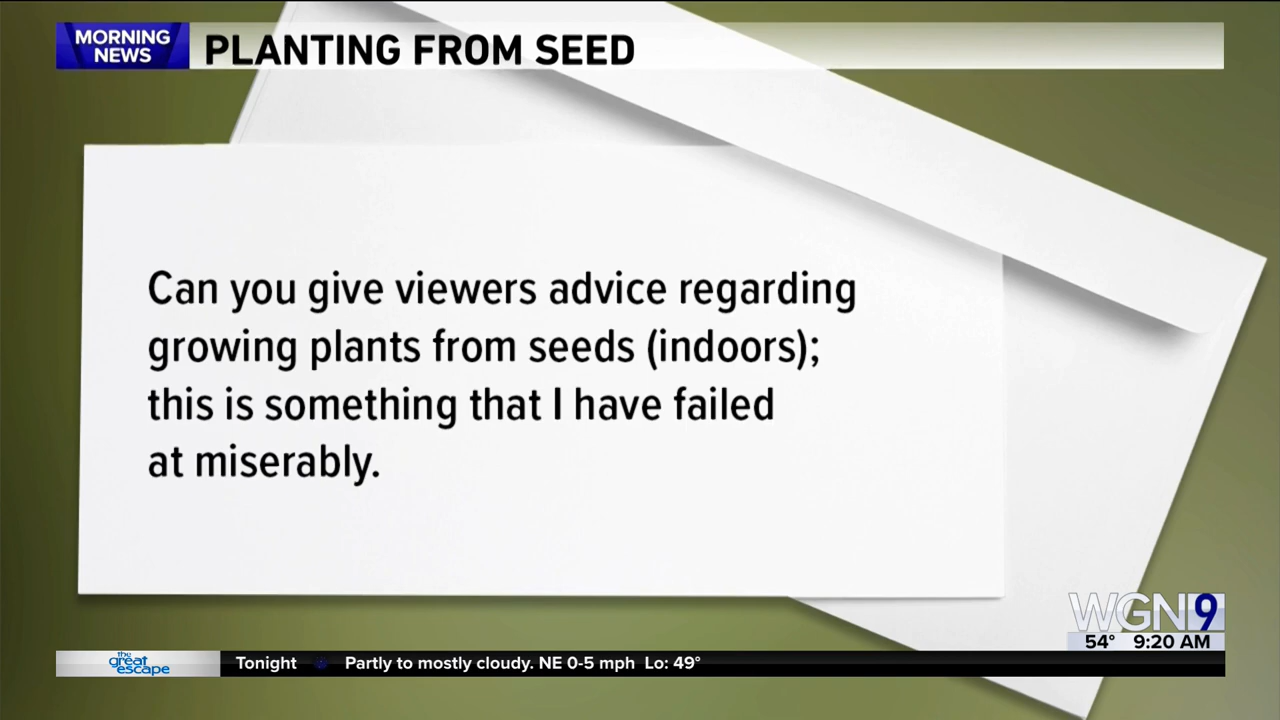 MORNING
NEWS
PLANTING FROM SEED
Can you give viewers advice regarding
growing plants from seeds (indoors);
this is something that I have failed
at miserably.
WGN9
54° 9:20 AM
the
great
escape
Tonight Partly to mostly cloudy. NE 0-5 mph Lo: 49°